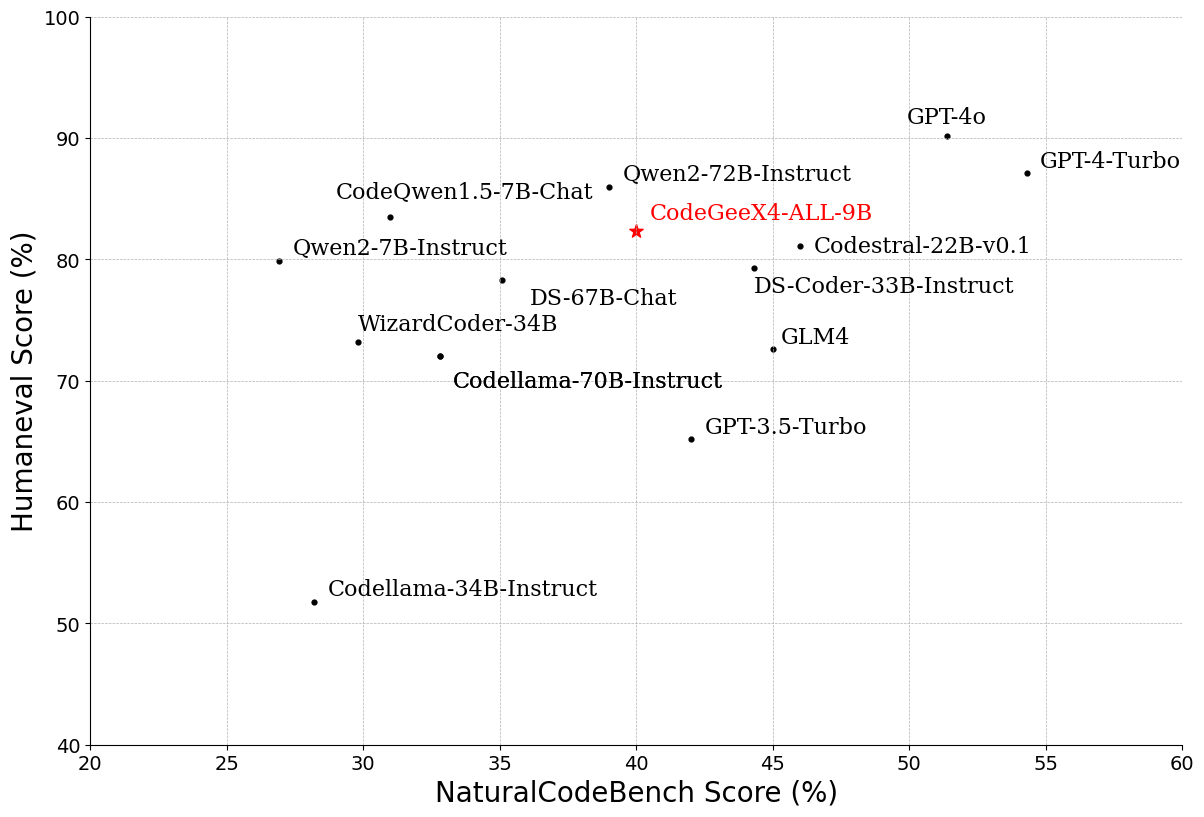 100
90
80
70
60
50
40
Humaneval Score (%)
GPT-4o
GPT-4-Turbo
Qwen2-72B-Instruct
CodeQwen1.5-7B-Chat
CodeGeeX4-ALL-9B
Qwen2-7B-Instruct
Codestral-22B-v0.1
DS-Coder-33B-Instruct
DS-67B-Chat
WizardCoder-34B
GLM4
Codellama-70B-Instruct
GPT-3.5-Turbo
Codellama-34B-Instruct
20 25 30 35 40 45 50 55 60
NaturalCodeBench Score (%)